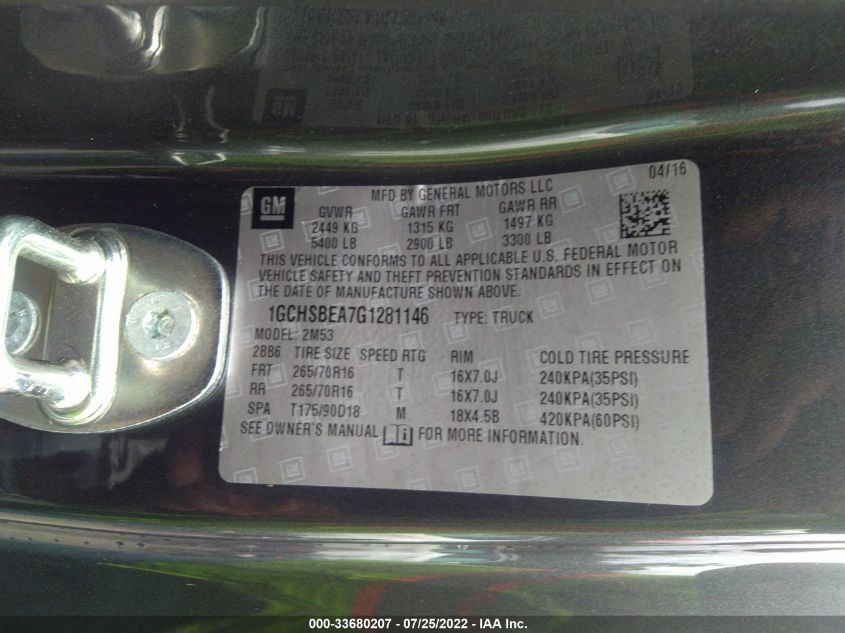 04/16
GM
MFD BY GENERAL MOTORS LLC
GVWR GAWR FRT GAWR RR
2449 KG 1315 KG 1497 KG
5400 LB 2900 LB 3300 LB
THIS VEHICLE CONFORMS TO ALL APPLICABLE U.S. FEDERAL MOTOR
VEHICLE SAFETY AND THEFT PREVENTION STANDARDS IN EFFECT ON
THE DATE OF MANUFACTURE SHOWN ABOVE.
1GCHSBEA7G1281146 TYPE: TRUCK
MODEL: 2M53
2BB6 TIRE SIZE SPEED RTG RIM COLD TIRE PRESSURE
FRT 265/70R16 T 16X7.0J 240KPA(35PSI)
RR 265/70R16 T 16X7.0J 240KPA(35PSI)
SPA T175/90D18 M 18X4.5B 420KPA(60PSI)
SEE OWNER'S MANUAL i FOR MORE INFORMATION.
000-33680207 - 07/25/2022 - IAA Inc.